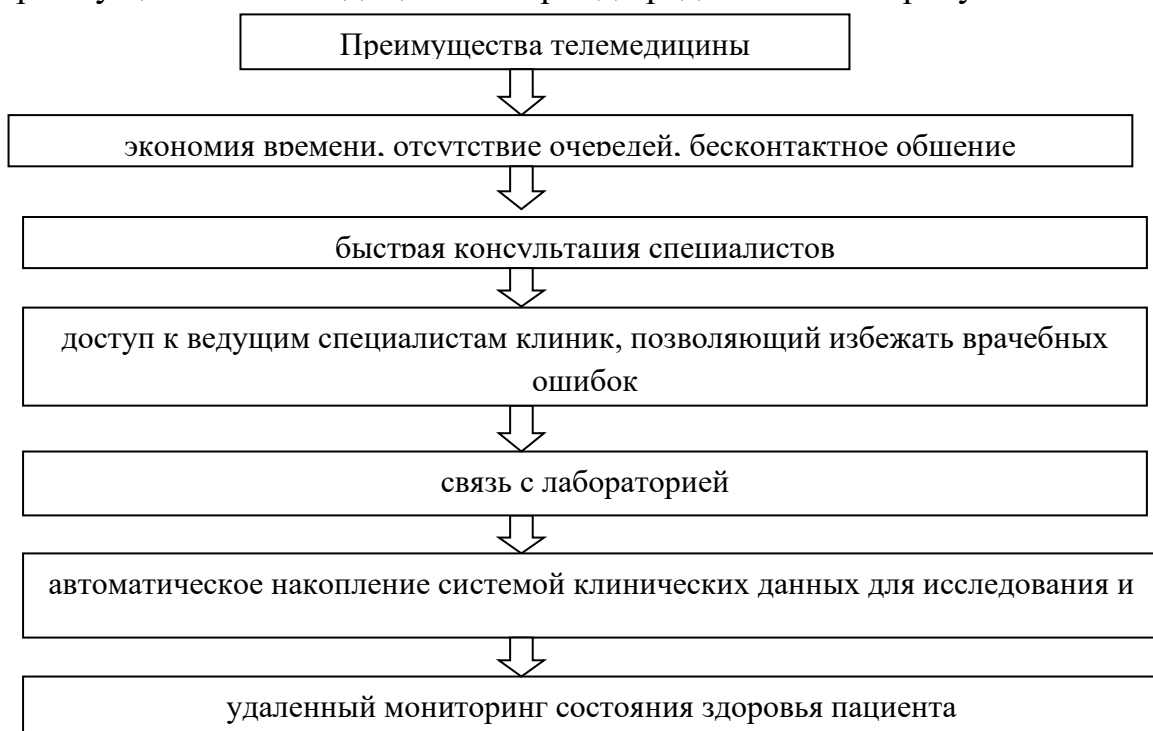 Преимущества телемедицины
экономия времени, отсутствие очередей, бесконтактное общение
быстрая консультация специалистов
доступ к ведущим специалистам клиник, позволяющий избежать врачебных
ошибок
связь с лабораторией
автоматическое накопление системой клинических данных для исследования и
удаленный мониторинг состояния здоровья пациента